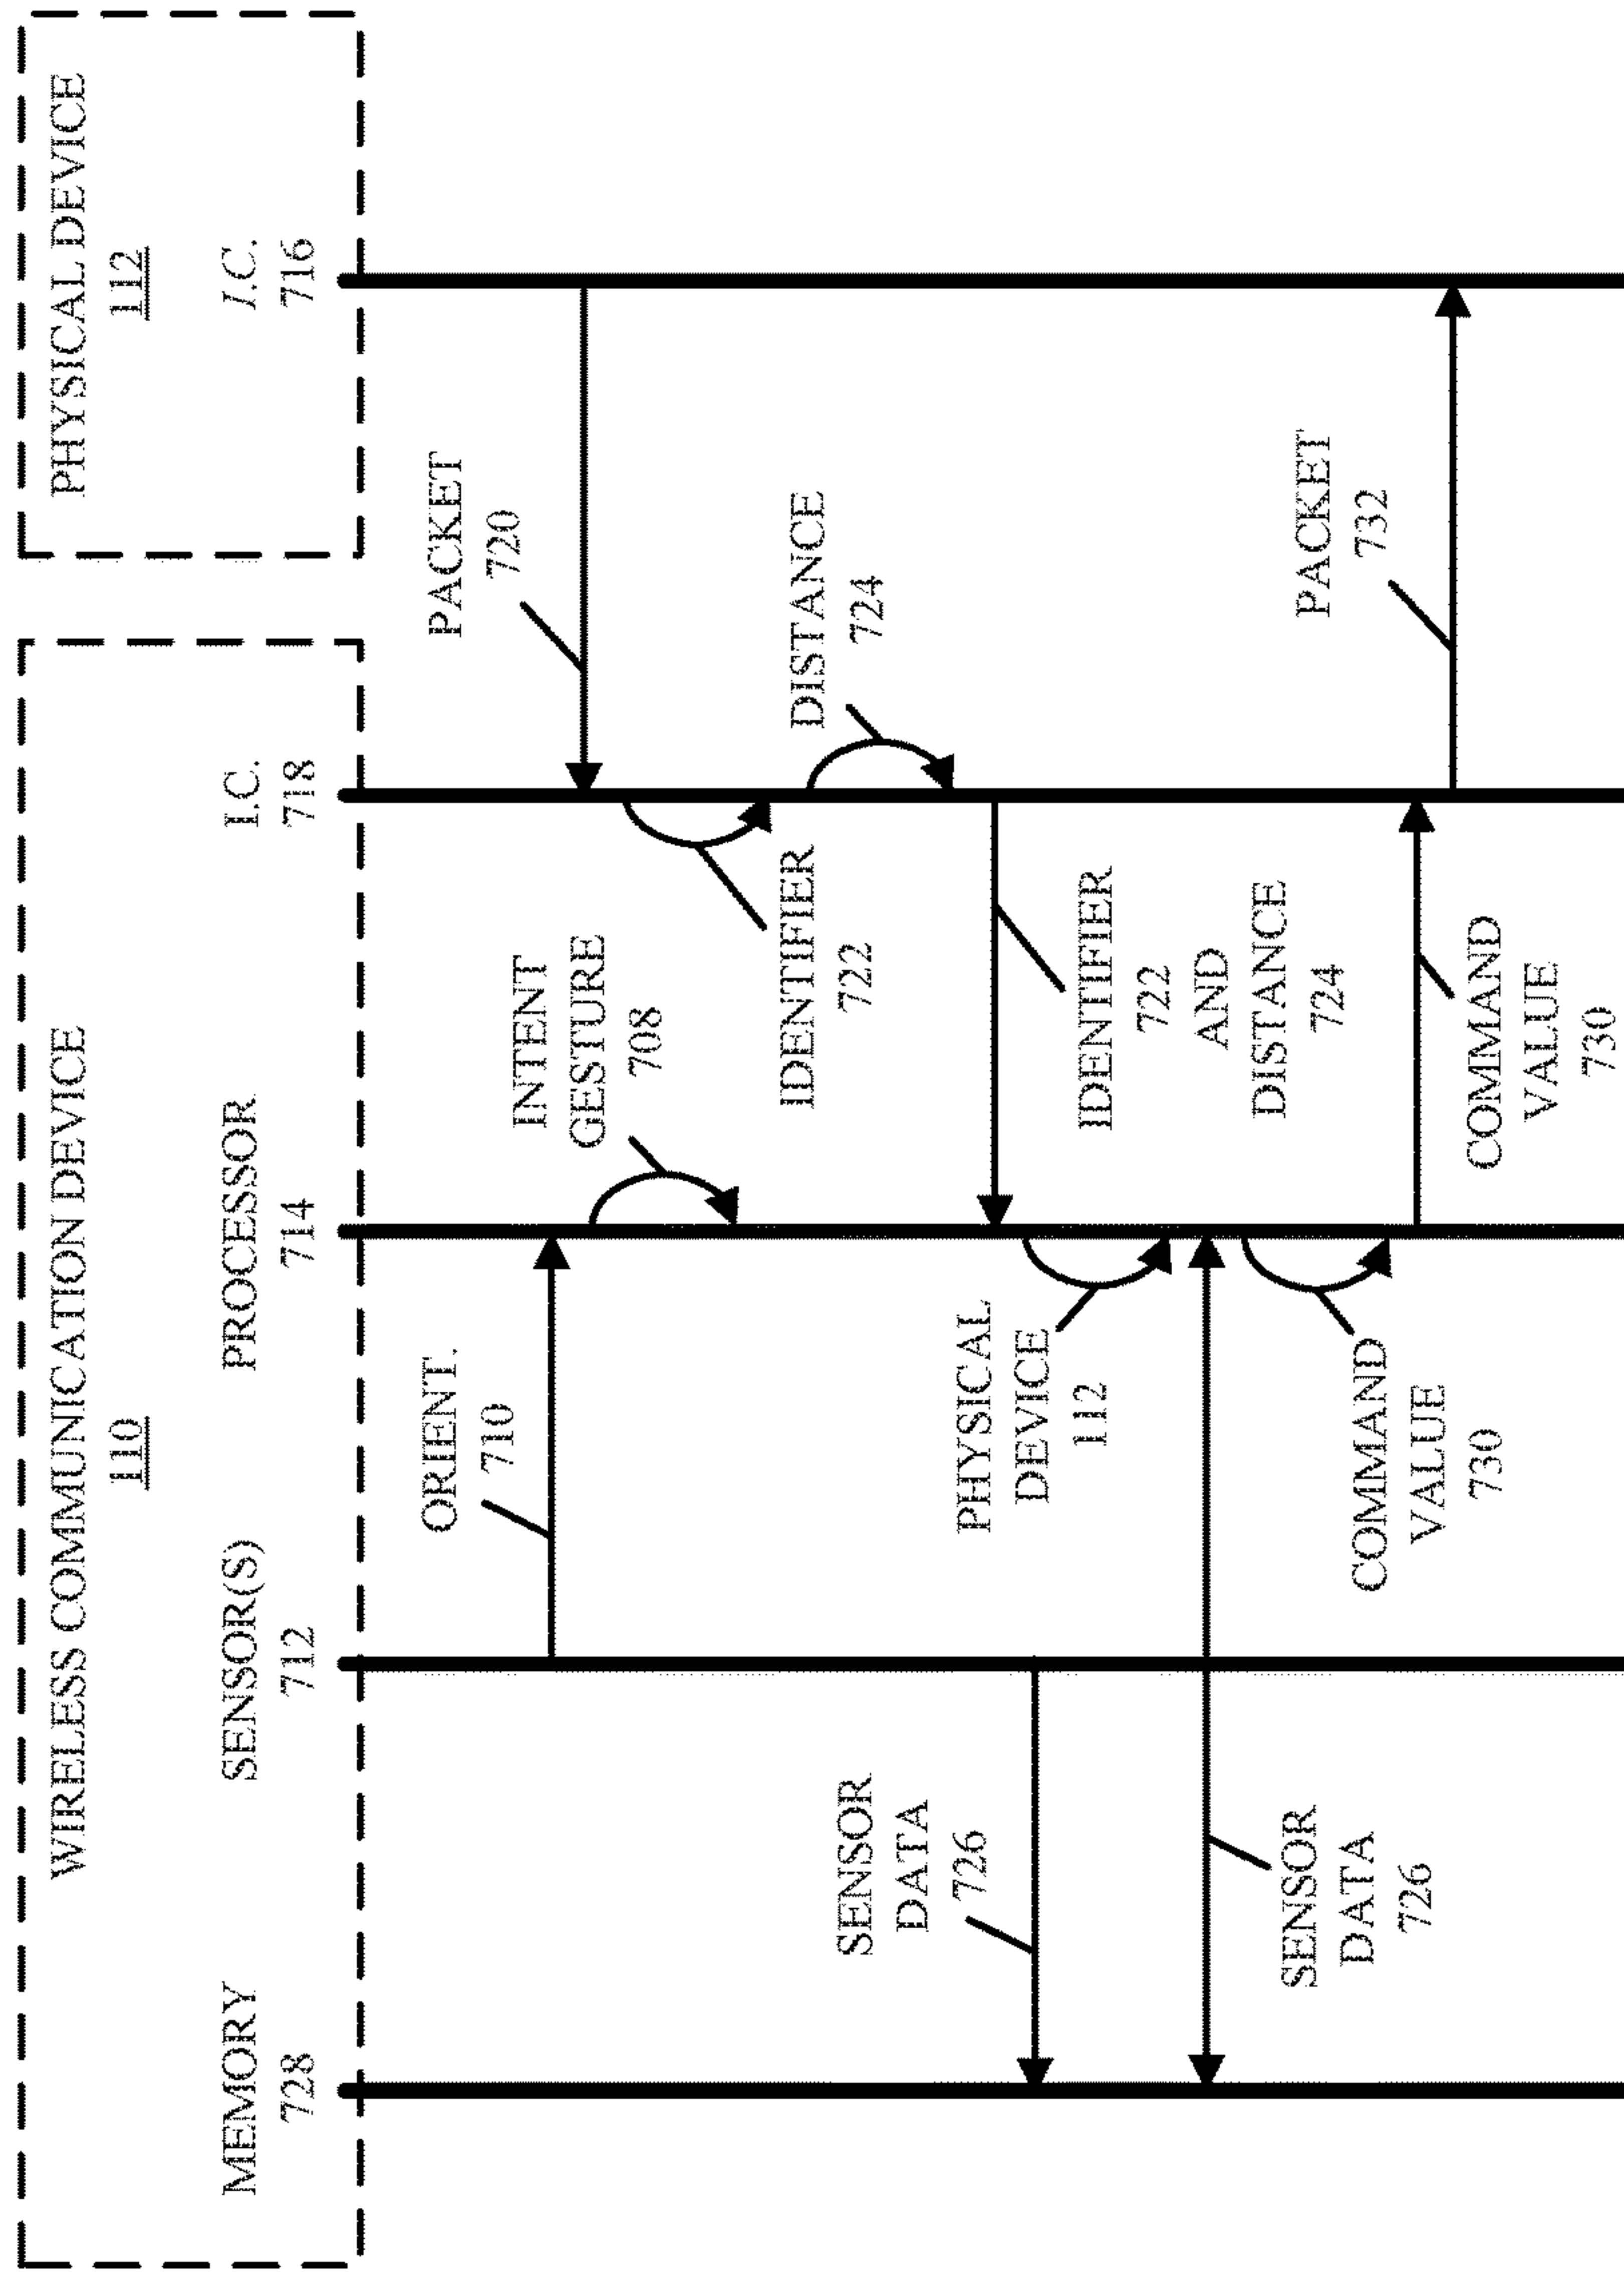 WIRELESS COMMUNICATION DEVICE
110
PHYSICAL DEVICE
112
MEMORY
728
SENSOR(S)
712
PROCESSOR
714
I.C.
718
I.C.
716
ORIENT.
710
PACKET
720
INTENT
GESTURE
708
IDENTIFIER
722
DISTANCE
724
SENSOR
DATA
726
PHYSICAL
DEVICE
112
IDENTIFIER
722
AND
DISTANCE
724
SENSOR
DATA
726
COMMAND
VALUE
730
COMMAND
VALUE
730
PACKET
732